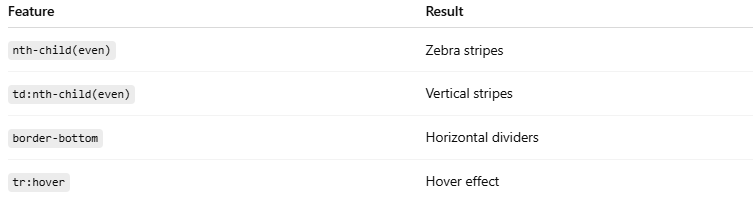 Feature Result
nth-child(even) Zebra stripes
td:nth-child(even) Vertical stripes
border-bottom Horizontal dividers
tr:hover Hover effect